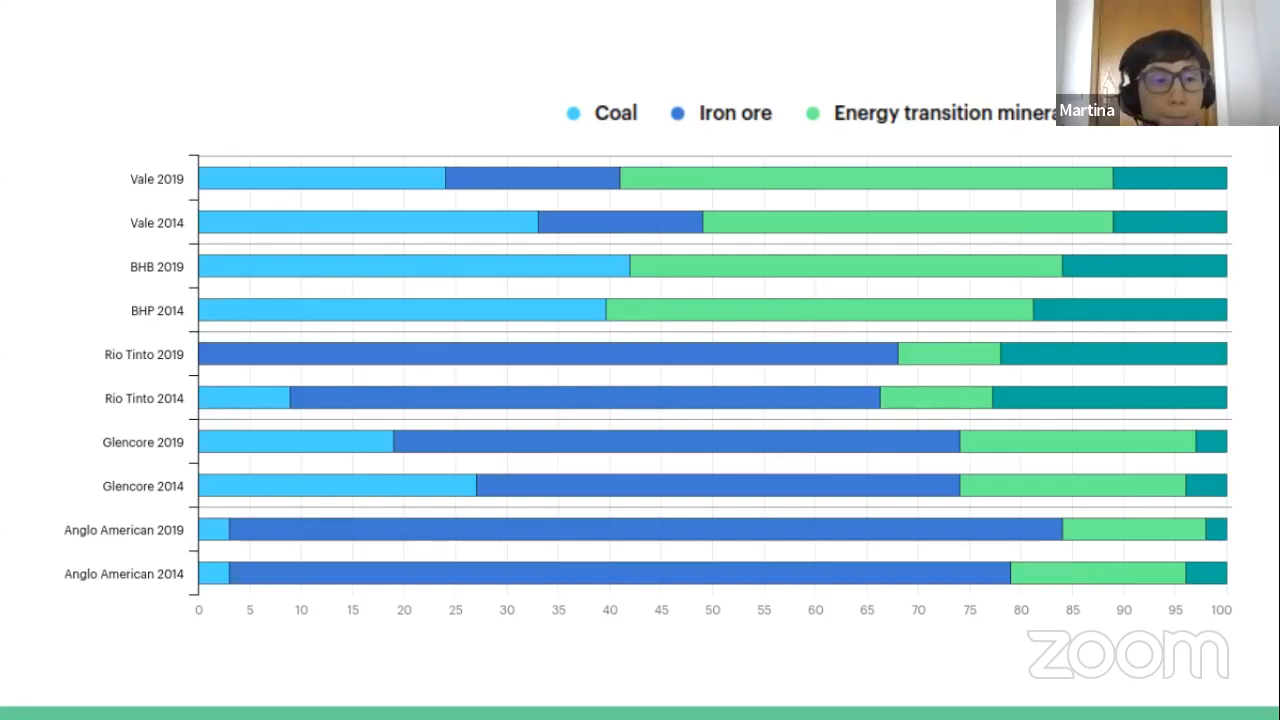 Coal Iron ore Energy transition
Martina
Vale 2019
Vale 2014
BHB 2019
BHP 2014
Rio Tinto 2019
Rio Tinto 2014
Glencore 2019
Glencore 2014
Anglo American 2019
Anglo American 2014
0 5 10 15 20 25 30 35 40 45 50 55 60 65 70 75 80 85 90 95 100
zoom